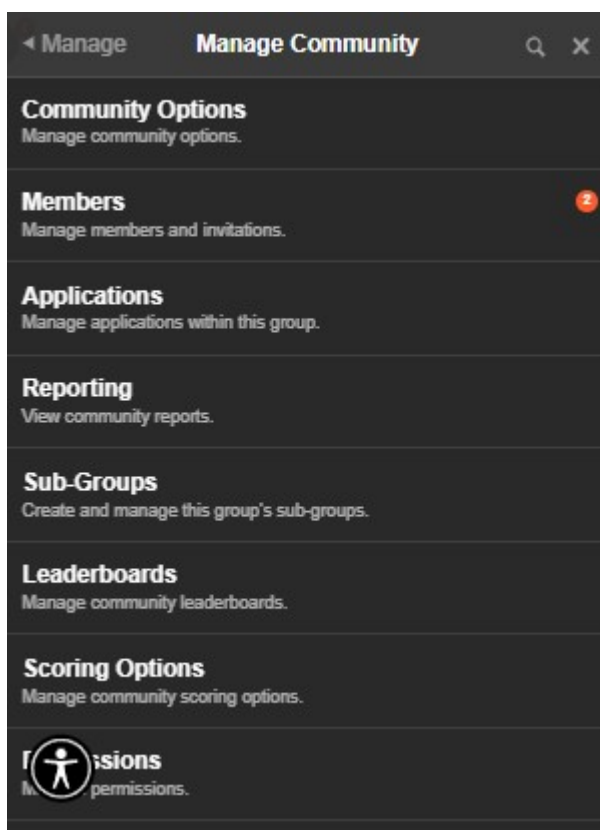 Manage Manage Community
Community Options
Manage community options.
Members
2
Manage members and invitations.
Applications
Manage applications within this group.
Reporting
View community reports.
Sub-Groups
Create and manage this group's sub-groups.
Leaderboards
Manage community leaderboards.
Scoring Options
Manage community scoring options.
permissions.